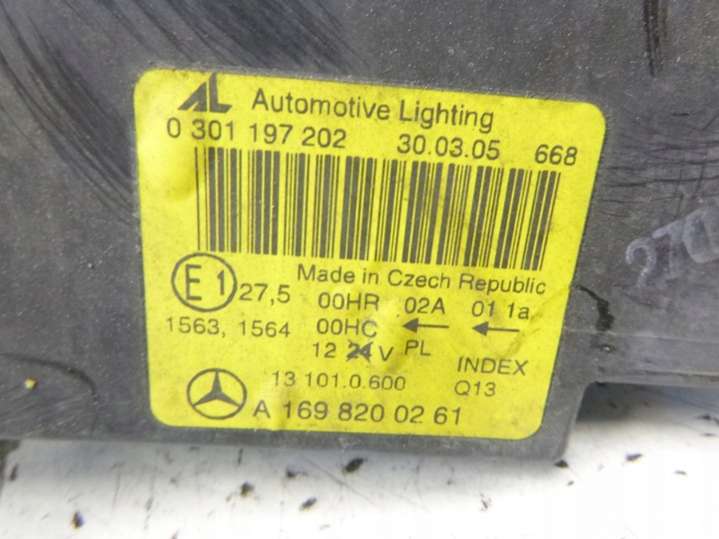 AL Automotive Lighting
0 301 197 202 30.03.05 668
Made in Czech Republic
E1 27,5 00HR 02A 01 1a
1563, 1564 00HC ← ←
12 24 V PL INDEX
13 101.0.600 Q13
A 169 820 02 61